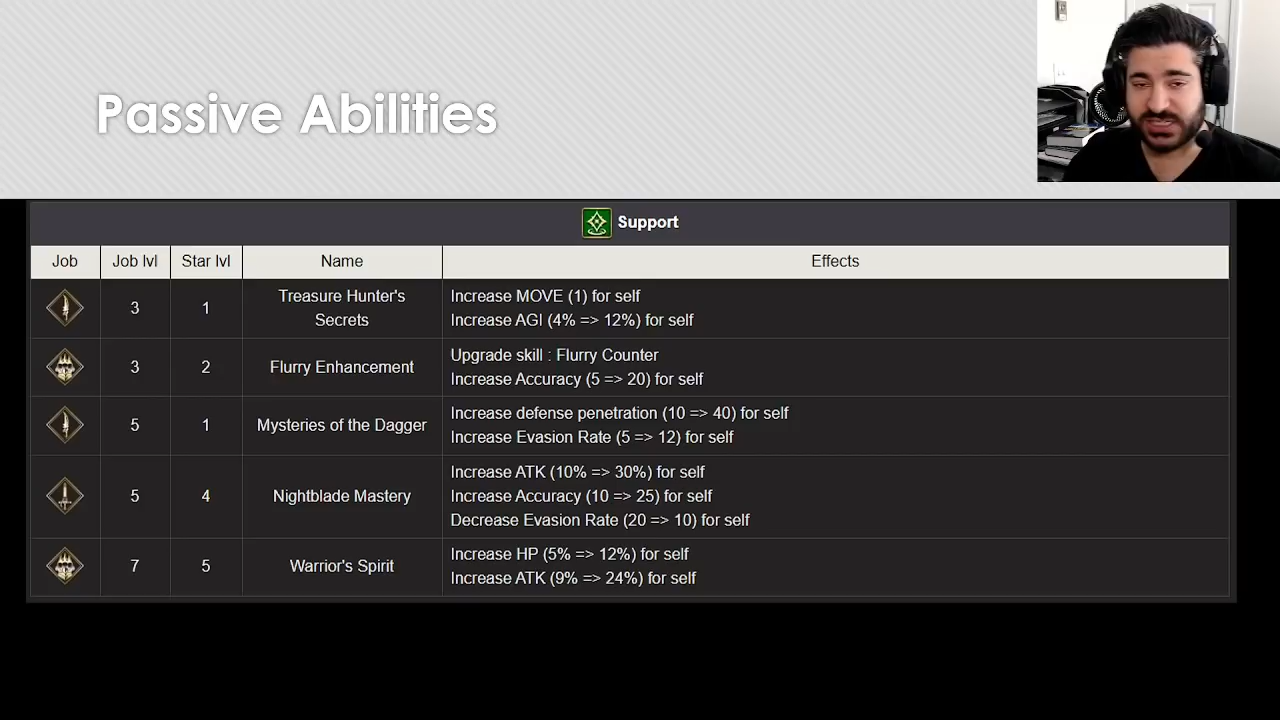 Passive Abilities
Support
Job
Job lvl
Star lvl
Name
Effects
3
1
Treasure Hunter's
Secrets
Increase MOVE (1) for self
Increase AGI (4% => 12%) for self
3
2
Flurry Enhancement
Upgrade skill : Flurry Counter
Increase Accuracy (5 => 20) for self
5
1
Mysteries of the Dagger
Increase defense penetration (10 => 40) for self
Increase Evasion Rate (5 => 12) for self
5
4
Nightblade Mastery
Increase ATK (10% => 30%) for self
Increase Accuracy (10 => 25) for self
Decrease Evasion Rate (20 => 10) for self
7
5
Warrior's Spirit
Increase HP (5% => 12%) for self
Increase ATK (9% => 24%) for self